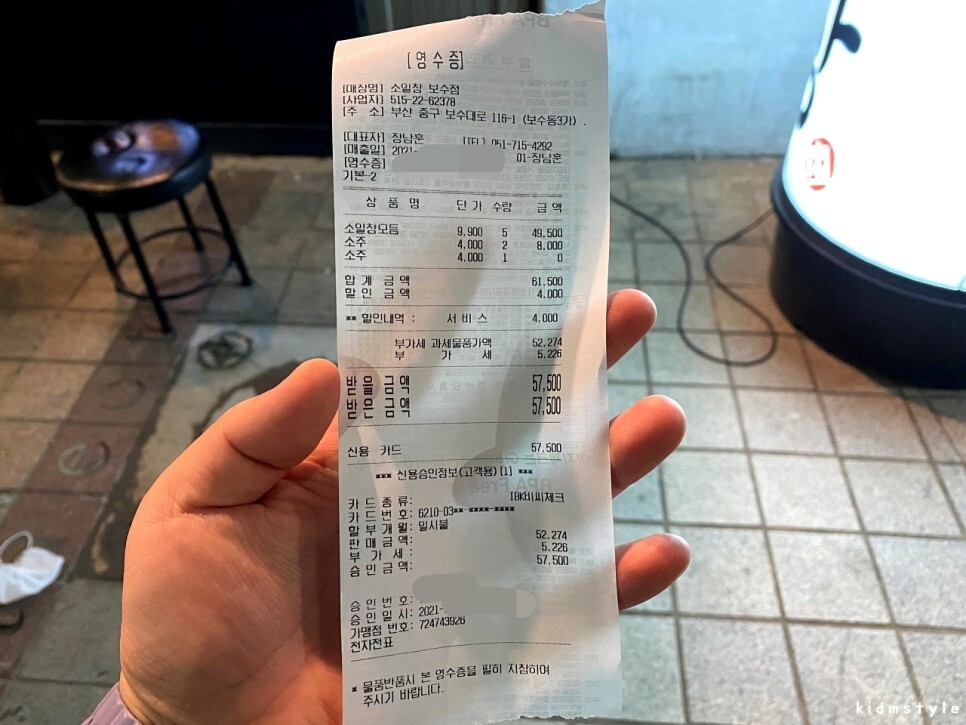 [영수증]
[매장명] 소일창 보수점
[사업자] 515-22-62378
[주 소] 부산 중구 보수대로 116-1 (보수동3가) .
[대표자] 장남훈 [TEL] 051-715-4292
[매출일] 2021-
[영수증] 01-장남훈
기본-2
상 품 명 단 가 수량 금 액
소일창모듬 9,900 5 49,500
소주 4,000 2 8,000
소주 4,000 1 0
합 계 금 액 61,500
할 인 금 액 4,000
** 할인내역 : 서 비 스 4,000
부가세 과세물품가액 52,274
부 가 세 5,226
받을 금액 57,500
받은 금액 57,500
신용 카드 57,500
*** 신용승인정보(고객용) [1] ***
카 드 종 류: IBK비씨체크
카 드 번 호: 6210-03**-****-****
할 부 개 월: 일시불
판 매 금 액: 52,274
부 가 세: 5,226
승 인 금 액: 57,500
승 인 번 호:
승 인 일 시: 2021-
가맹점 번호: 724743926
전자전표
* 물품반품시 본 영수증을 필히 지참하여
주시기 바랍니다.
BPA Free
kidmstyle